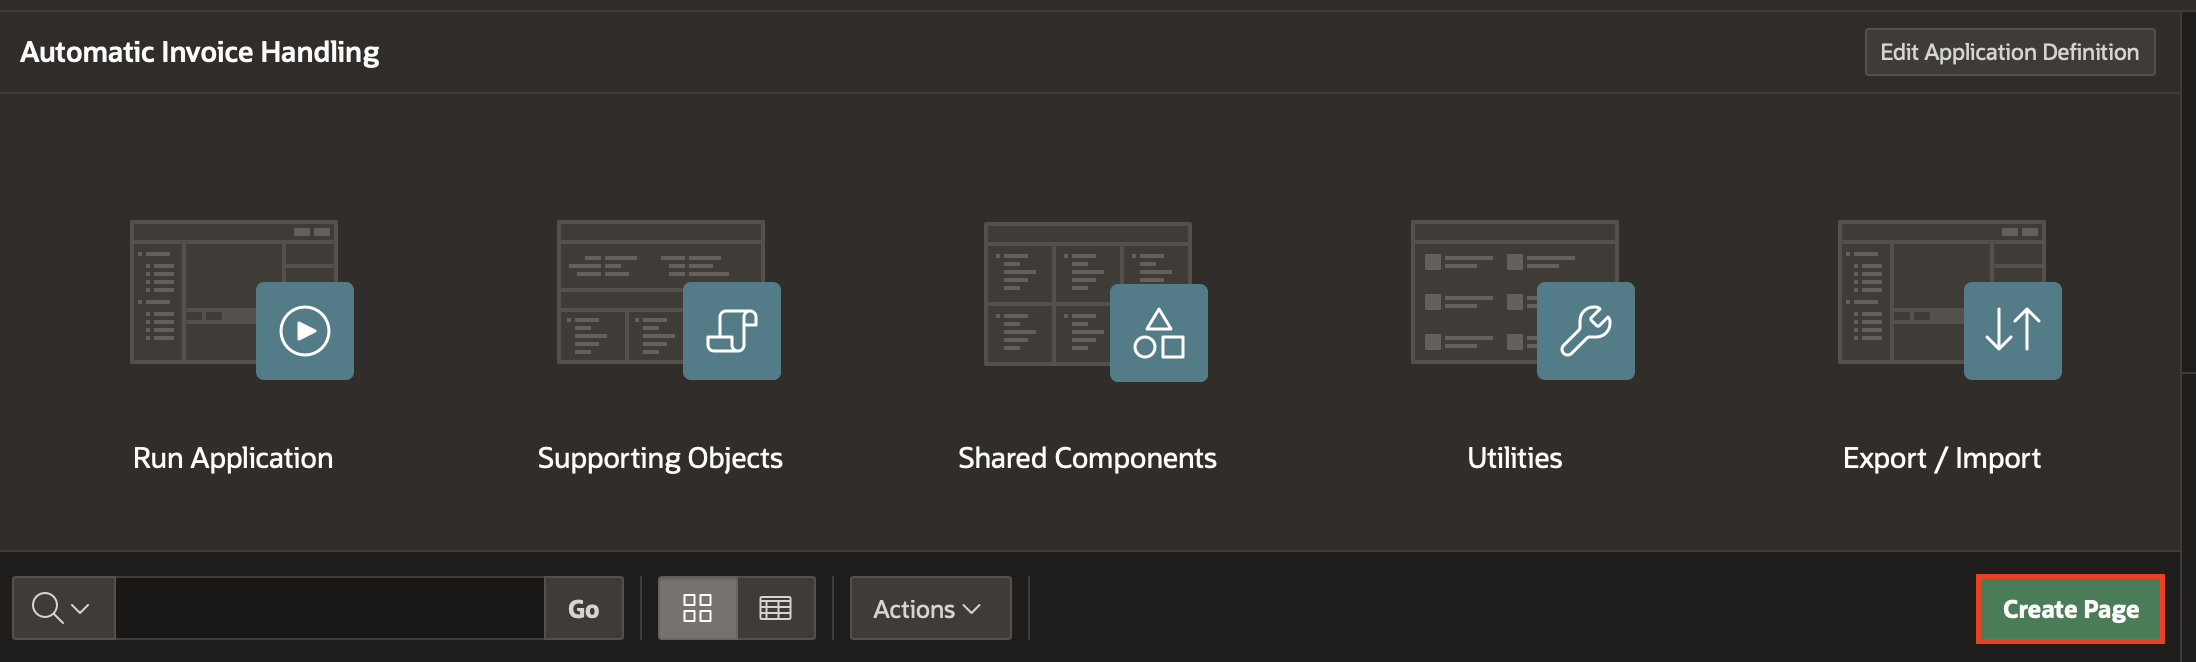 Automatic Invoice Handling
Edit Application Definition
Run Application
Supporting Objects
Shared Components
Utilities
Export / Import
Go
Actions
Create Page